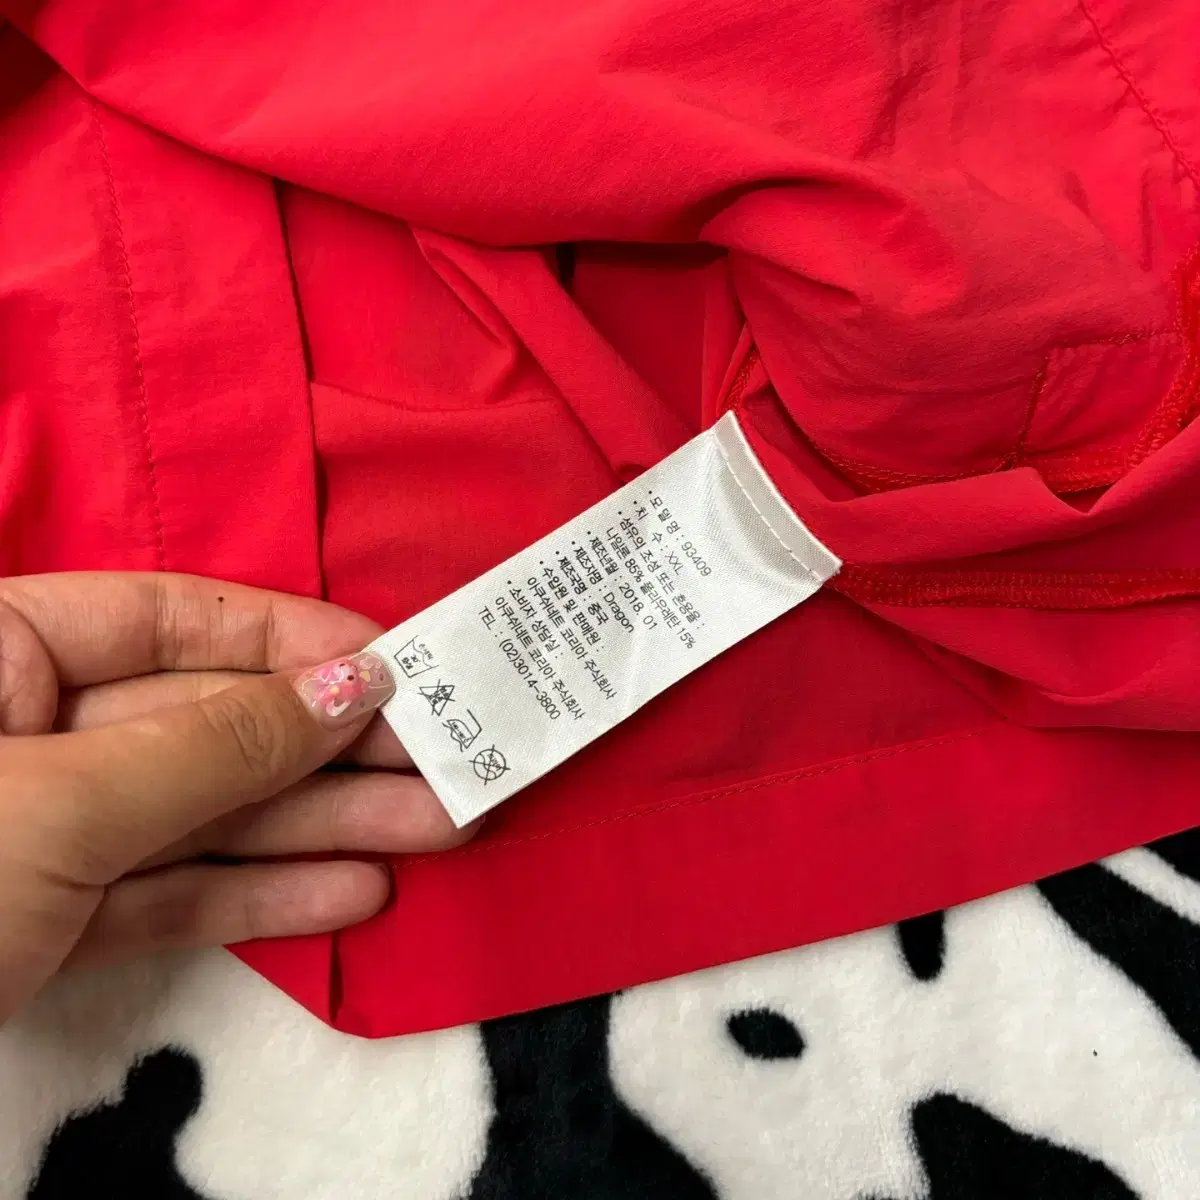 • 모델명 : 93409
• 치 수 : XXL
• 섬유의 조성 또는 혼용율 :
나일론 85% 폴리우레탄 15%
• 제조년월 : 2018. 01
• 제조자명 : Dragon
• 제조국명 : 중국
• 수입원 및 판매원 :
아쿠쉬네트 코리아 주식회사
• 소비자 상담실 :
아쿠쉬네트 코리아 주식회사
TEL : (02)3014-3800